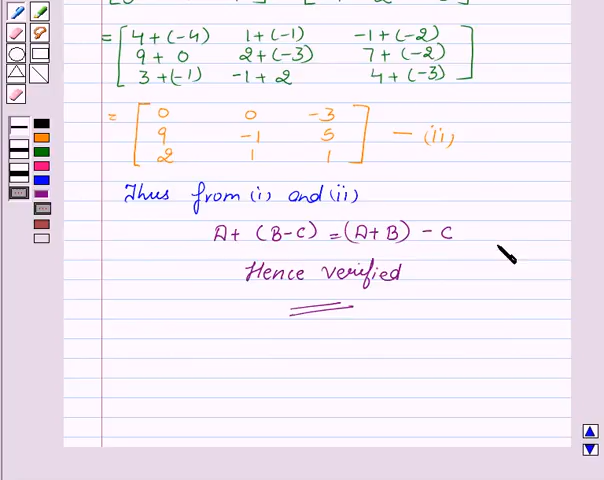 = [ 4+(-4) 1+(-1) -1+(-2)
9+0 2+(-3) 7+(-2)
3+(-1) -1+2 4+(-3) ]
= [ 0 0 -3
9 -1 5 — (ii)
2 1 1 ]
Thus from (i) and (ii)
A+ (B-C) = (A+B) - C
Hence verified